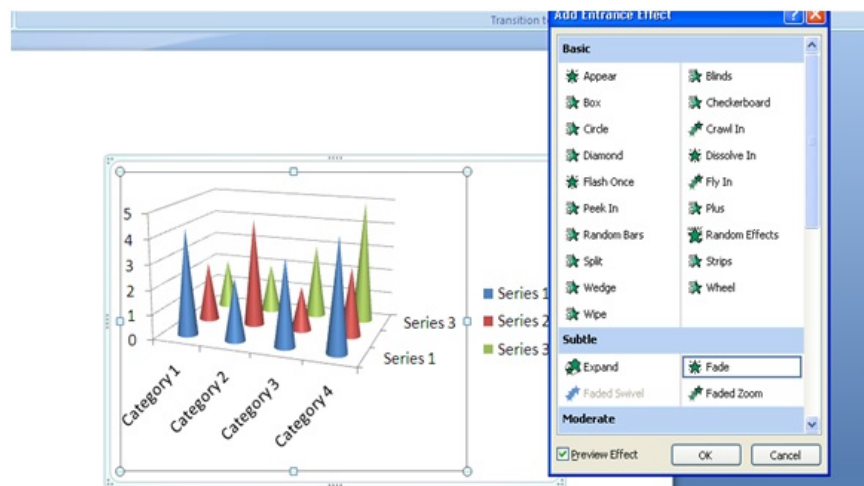 Transition to
Add Entrance Effect
Basic
Appear
Blinds
Box
Checkerboard
Circle
Crawl In
Diamond
Dissolve In
Flash Once
Fly In
Peek In
Plus
Random Bars
Random Effects
Split
Strips
Wedge
Wheel
Wipe
Subtle
Expand
Fade
Faded Swivel
Faded Zoom
Moderate
Preview Effect
OK
Cancel
5
4
3
2
1
0
Category 1
Category 2
Category 3
Category 4
Series 3
Series 1
Series 1
Series 2
Series 3